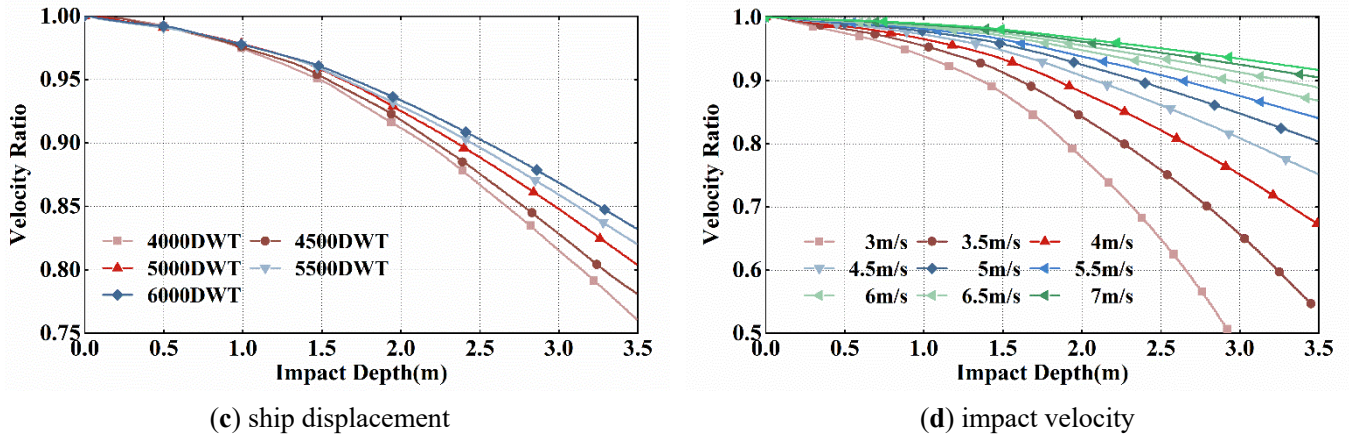 1.00
0.95
0.90
0.85
0.80
0.75
Velocity Ratio
4000DWT 4500DWT
5000DWT 5500DWT
6000DWT
0.0 0.5 1.0 1.5 2.0 2.5 3.0 3.5
Impact Depth(m)
(c) ship displacement
1.0
0.9
0.8
0.7
0.6
0.5
Velocity Ratio
3m/s 3.5m/s 4m/s
4.5m/s 5m/s 5.5m/s
6m/s 6.5m/s 7m/s
0.0 0.5 1.0 1.5 2.0 2.5 3.0 3.5
Impact Depth(m)
(d) impact velocity